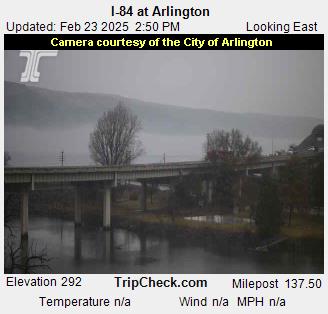 I-84 at Arlington
Updated: Feb 23 2025 2:50 PM Looking East
Camera courtesy of the City of Arlington
Elevation 292 TripCheck.com Milepost 137.50
Temperature n/a Wind n/a MPH n/a